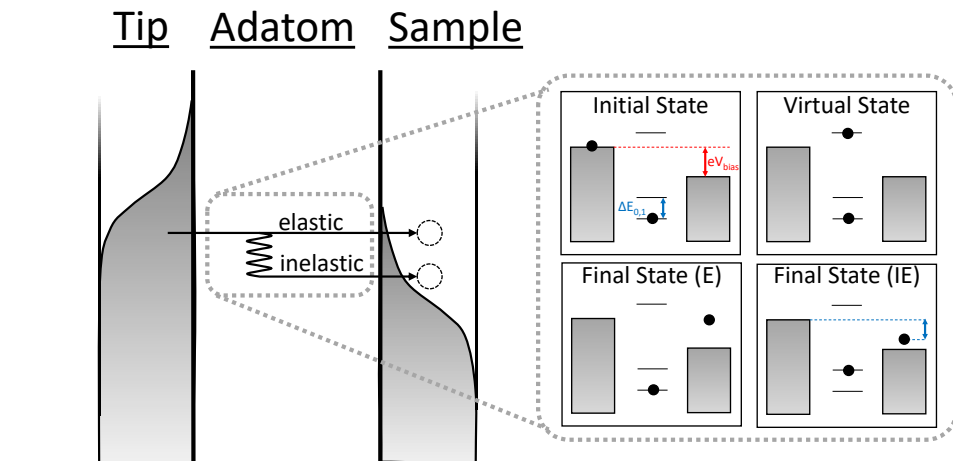 Tip Adatom Sample
elastic
inelastic
Initial State
eV_bias
ΔE_0,1
Virtual State
Final State (E)
Final State (IE)